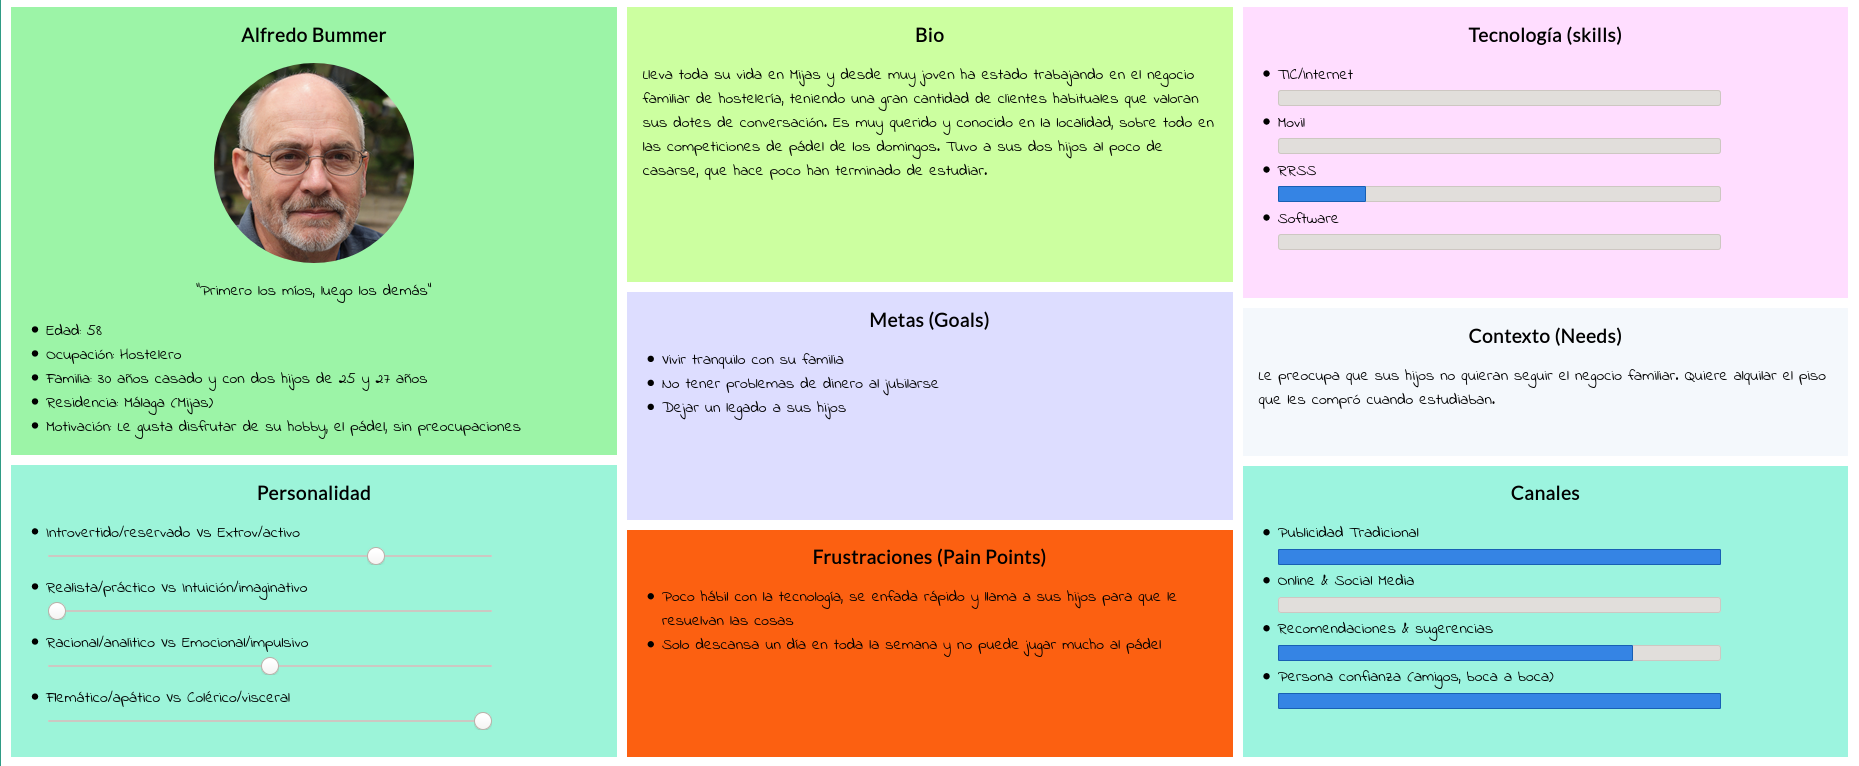 Alfredo Bummer
"Primero los míos, luego los demás"
Edad: 58
Ocupación: Hostelero
Familia: 30 años casado y con dos hijos de 25 y 27 años
Residencia: Málaga (Mijas)
Motivación: Le gusta disfrutar de su hobby, el pádel, sin preocupaciones
Personalidad
Introvertido/reservado Vs Extrov/activo
Realista/práctico Vs Intuición/imaginativo
Racional/analítico Vs Emocional/impulsivo
Flemático/apático Vs Colérico/visceral
Bio
Lleva toda su vida en Mijas y desde muy joven ha estado trabajando en el negocio
familiar de hostelería, teniendo una gran cantidad de clientes habituales que valoran
sus dotes de conversación. Es muy querido y conocido en la localidad, sobre todo en
las competiciones de pádel de los domingos. Tuvo a sus dos hijos al poco de
casarse, que hace poco han terminado de estudiar.
Metas (Goals)
Vivir tranquilo con su familia
No tener problemas de dinero al jubilarse
Dejar un legado a sus hijos
Frustraciones (Pain Points)
Poco hábil con la tecnología, se enfada rápido y llama a sus hijos para que le
resuelvan las cosas
Solo descansa un día en toda la semana y no puede jugar mucho al pádel
Tecnología (skills)
TIC/Internet
Movil
RRSS
Software
Contexto (Needs)
Le preocupa que sus hijos no quieran seguir el negocio familiar. Quiere alquilar el piso
que les compró cuando estudiaban.
Canales
Publicidad Tradicional
Online & Social Media
Recomendaciones & sugerencias
Persona confianza (amigos, boca a boca)